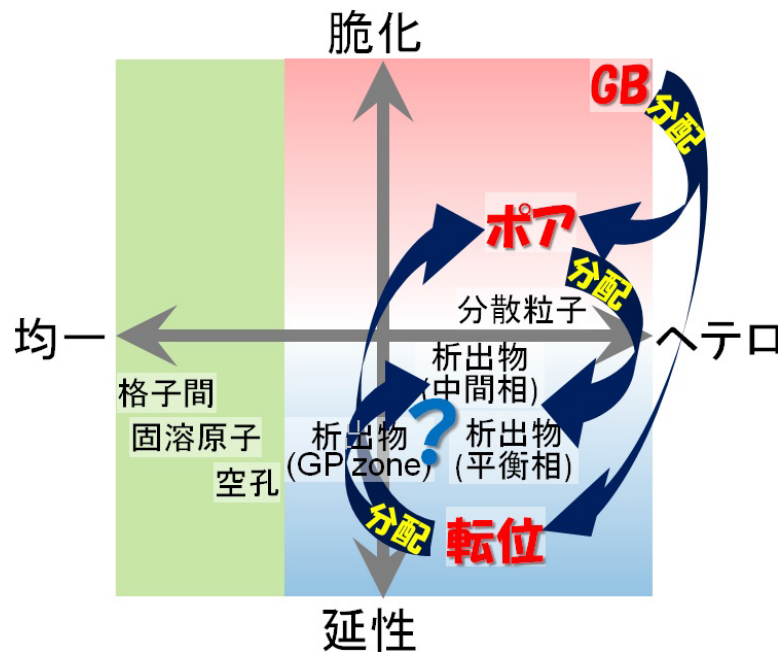 脆化
GB
分配
ポア
分配
分散粒子
均一
ヘテロ
析出物
(中間相)
格子間
固溶原子
空孔
析出物
(GP zone)
?
析出物
(平衡相)
分配
転位
延性